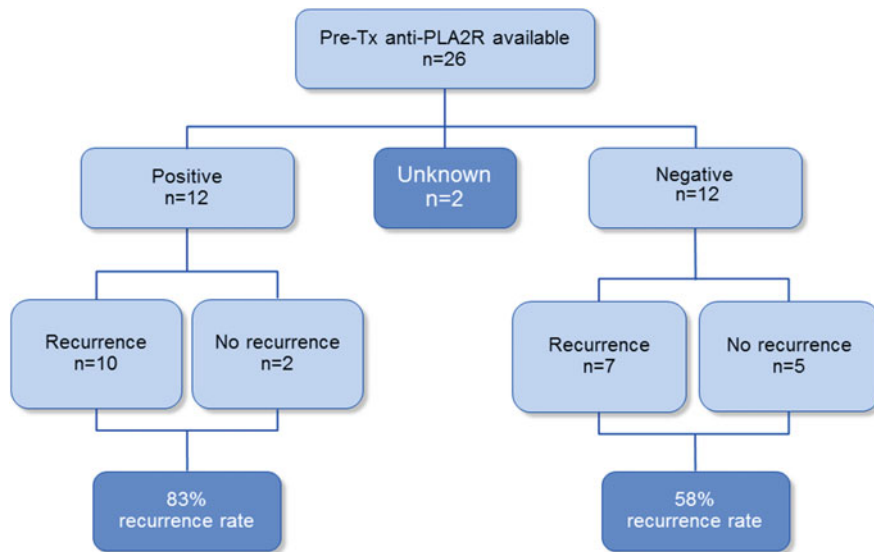 Pre-Tx anti-PLA2R available
n=26
Positive
n=12
Unknown
n=2
Negative
n=12
Recurrence
n=10
No recurrence
n=2
Recurrence
n=7
No recurrence
n=5
83%
recurrence rate
58%
recurrence rate